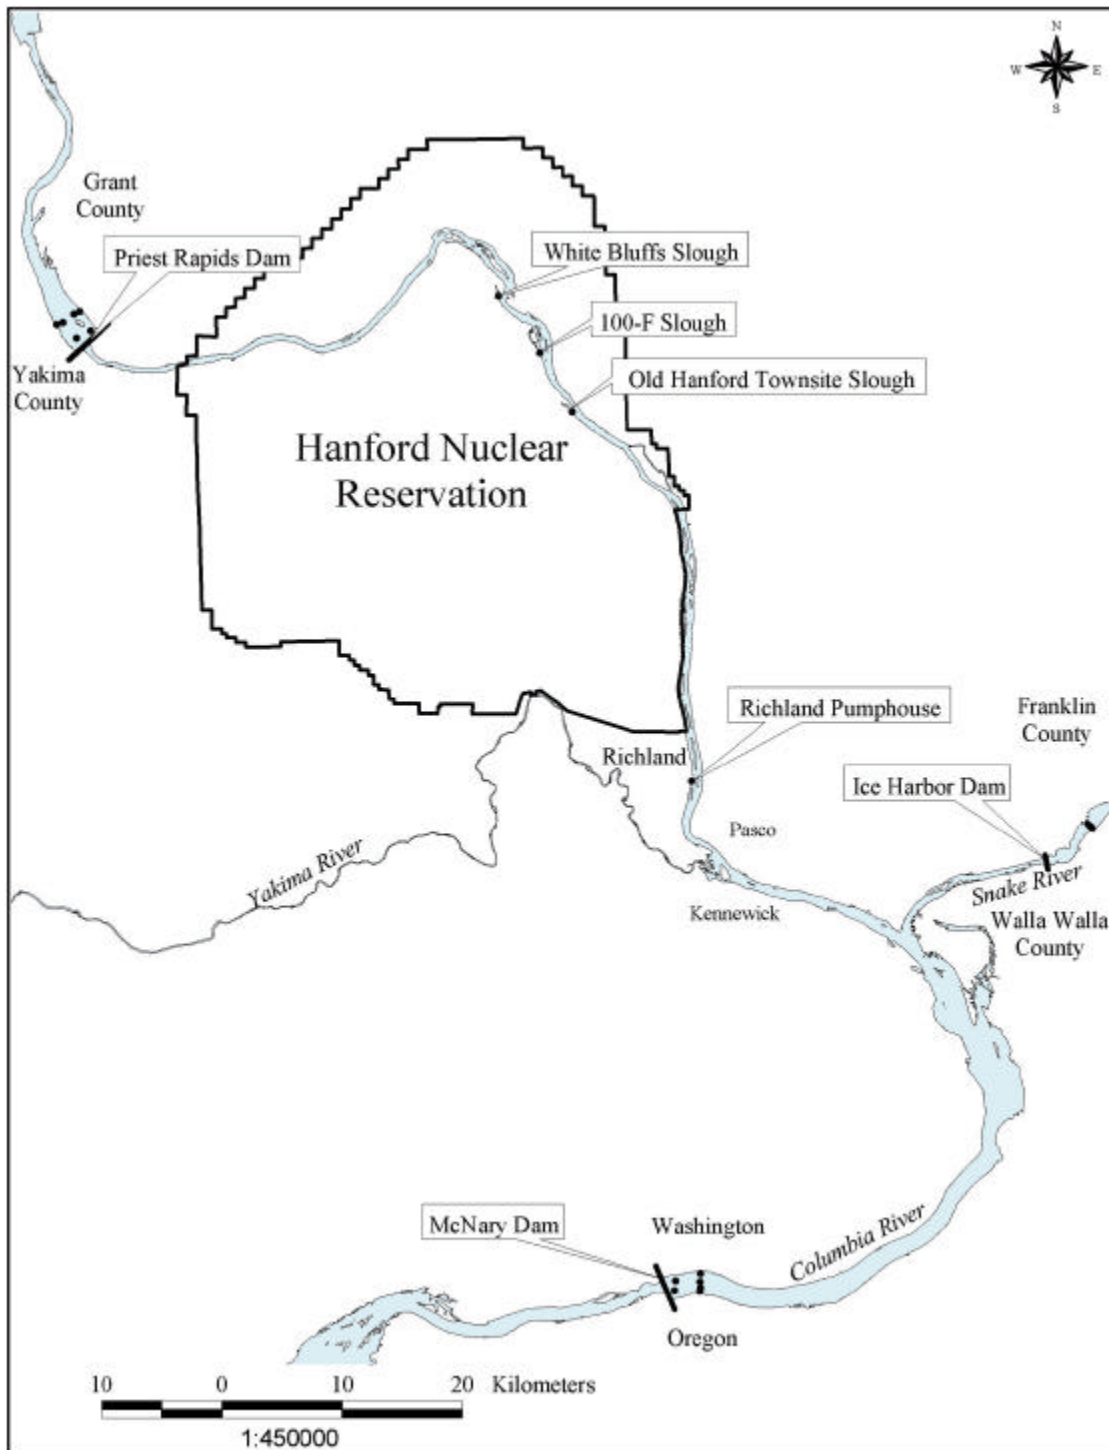 N
W E
S
Grant
County
Priest Rapids Dam
White Bluffs Slough
100-F Slough
Yakima
County
Old Hanford Townsite Slough
Hanford Nuclear
Reservation
Richland Pumphouse
Franklin
County
Richland
Ice Harbor Dam
Pasco
Yakima River
Snake River
Kennewick
Walla Walla
County
McNary Dam
Washington
Columbia River
Oregon
10 0 10 20 Kilometers
1:450000